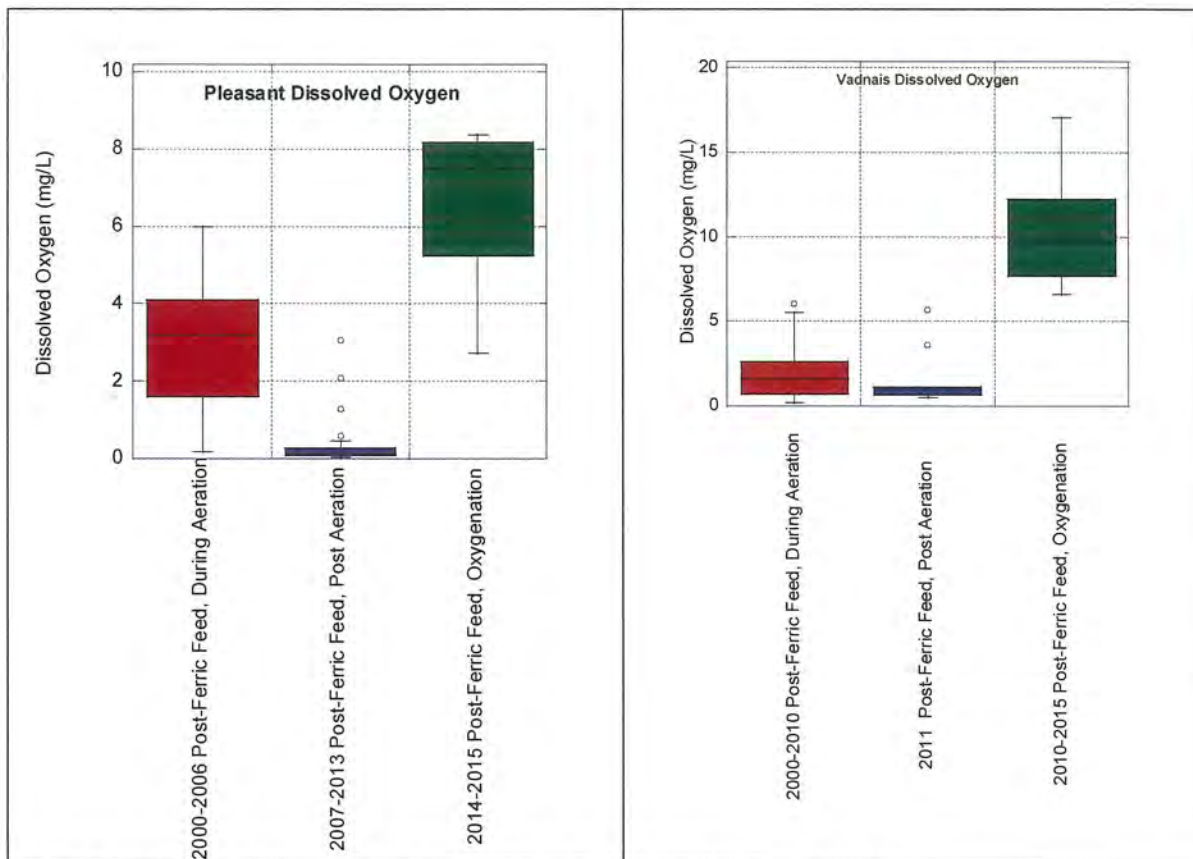 Pleasant Dissolved Oxygen
Dissolved Oxygen (mg/L)
10
8
6
4
2
0
2000-2006 Post-Ferric Feed, During Aeration
2007-2013 Post-Ferric Feed, Post Aeration
2014-2015 Post-Ferric Feed, Oxygenation
Vadnais Dissolved Oxygen
Dissolved Oxygen (mg/L)
20
15
10
5
0
2000-2010 Post-Ferric Feed, During Aeration
2011 Post-Ferric Feed, Post Aeration
2010-2015 Post-Ferric Feed, Oxygenation